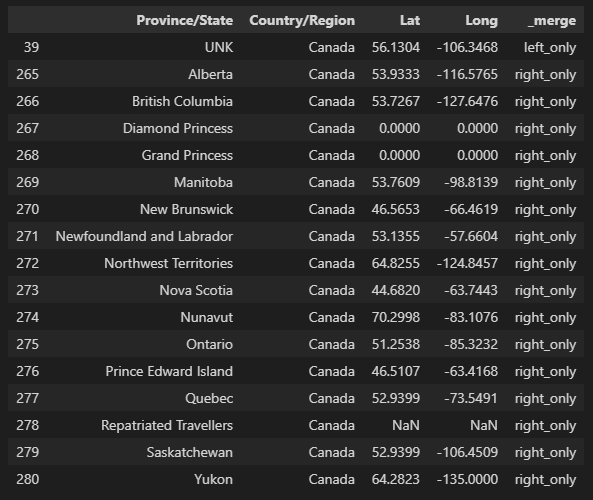 Province/State Country/Region Lat Long _merge
39 UNK Canada 56.1304 -106.3468 left_only
265 Alberta Canada 53.9333 -116.5765 right_only
266 British Columbia Canada 53.7267 -127.6476 right_only
267 Diamond Princess Canada 0.0000 0.0000 right_only
268 Grand Princess Canada 0.0000 0.0000 right_only
269 Manitoba Canada 53.7609 -98.8139 right_only
270 New Brunswick Canada 46.5653 -66.4619 right_only
271 Newfoundland and Labrador Canada 53.1355 -57.6604 right_only
272 Northwest Territories Canada 64.8255 -124.8457 right_only
273 Nova Scotia Canada 44.6820 -63.7443 right_only
274 Nunavut Canada 70.2998 -83.1076 right_only
275 Ontario Canada 51.2538 -85.3232 right_only
276 Prince Edward Island Canada 46.5107 -63.4168 right_only
277 Quebec Canada 52.9399 -73.5491 right_only
278 Repatriated Travellers Canada NaN NaN right_only
279 Saskatchewan Canada 52.9399 -106.4509 right_only
280 Yukon Canada 64.2823 -135.0000 right_only